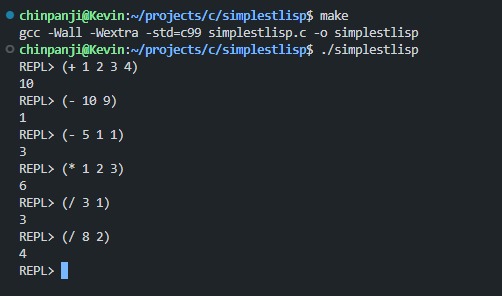 chinpanji@Kevin:~/projects/c/simplestlisp$ make
gcc -Wall -Wextra -std=c99 simplestlisp.c -o simplestlisp
chinpanji@Kevin:~/projects/c/simplestlisp$ ./simplestlisp
REPL> (+ 1 2 3 4)
10
REPL> (- 10 9)
1
REPL> (- 5 1 1)
3
REPL> (* 1 2 3)
6
REPL> (/ 3 1)
3
REPL> (/ 8 2)
4
REPL>